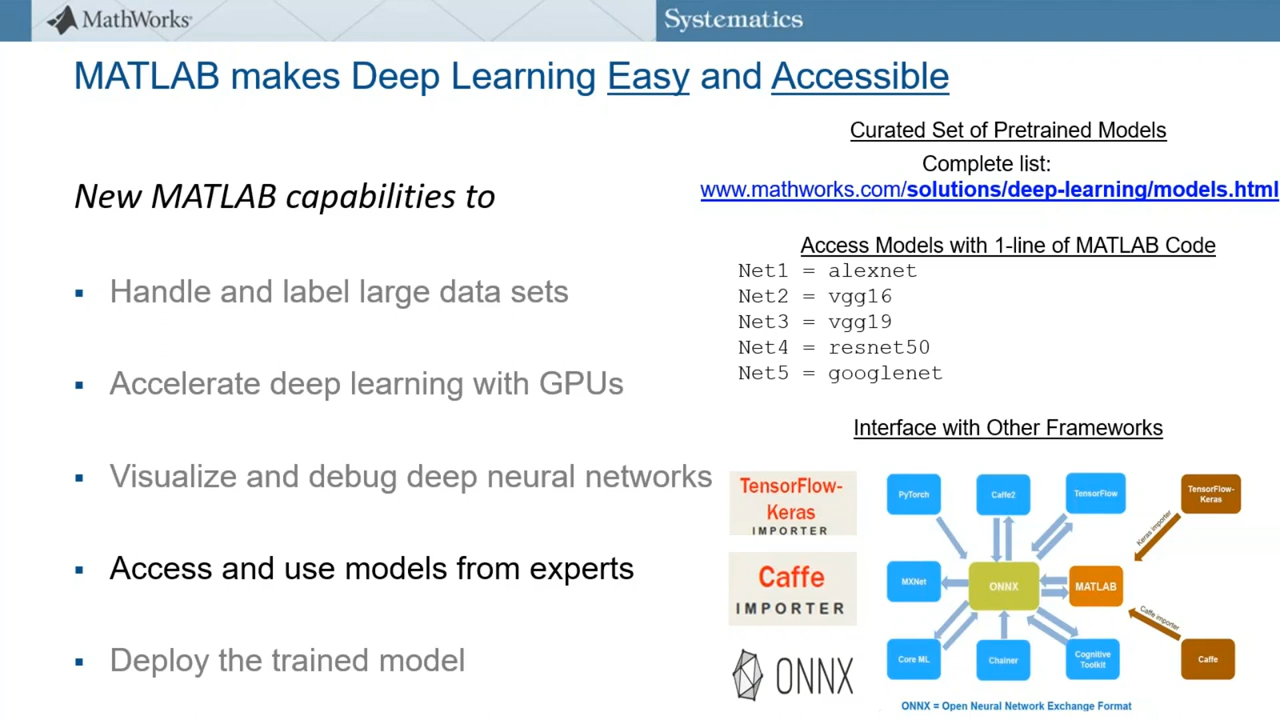 MathWorks
Systematics
MATLAB makes Deep Learning Easy and Accessible
New MATLAB capabilities to
▪ Handle and label large data sets
▪ Accelerate deep learning with GPUs
▪ Visualize and debug deep neural networks
▪ Access and use models from experts
▪ Deploy the trained model
Curated Set of Pretrained Models
Complete list:
www.mathworks.com/solutions/deep-learning/models.html
Access Models with 1-line of MATLAB Code
Net1 = alexnet
Net2 = vgg16
Net3 = vgg19
Net4 = resnet50
Net5 = googlenet
Interface with Other Frameworks
TensorFlow-
Keras
IMPORTER
Caffe
IMPORTER
ONNX
PyTorch
Caffe2
TensorFlow
TensorFlow-
Keras
Keras importer
MXNet
ONNX
MATLAB
Caffe importer
Core ML
Chainer
Cognitive
Toolkit
Caffe
ONNX = Open Neural Network Exchange Format